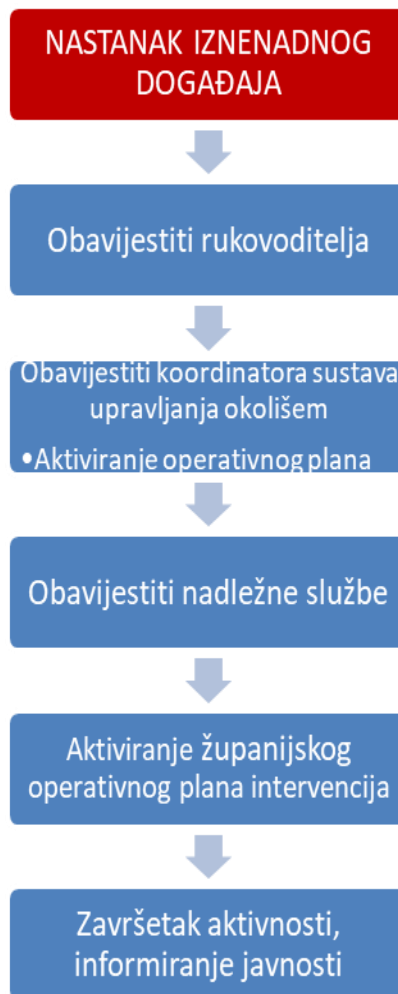 NASTANAK IZNENADNOG
DOGAĐAJA
Obavijestiti rukovoditelja
Obavijestiti koordinatora sustava
upravljanja okolišem
•Aktiviranje operativnog plana
Obavijestiti nadležne službe
Aktiviranje županijskog
operativnog plana intervencija
Završetak aktivnosti,
informiranje javnosti